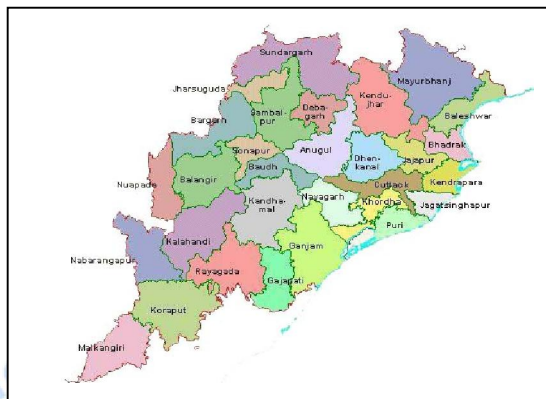 Sundargarh
Jharsuguda
Mayurbhanj
Kendu-
jhar
Sambal-
pur
Deba-
garh
Baleshwar
Bargarh
Bhadrak
Anugul
Dhen-
kanal
Jajapur
Sonapur
Baudh
Nuapada
Balangir
Cuttack
Kendrapara
Kandha-
mal
Nayagarh
Khordha
Jagatsinghapur
Puri
Kalahandi
Nabarangapur
Ganjam
Rayagada
Gajapati
Koraput
Malkangiri